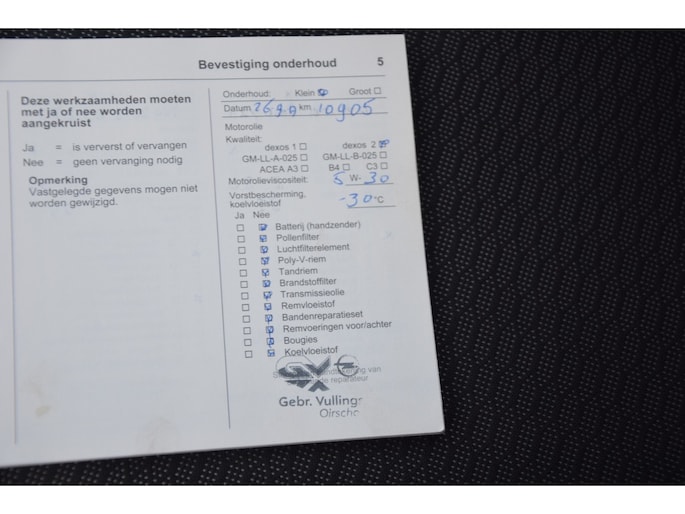 Bevestiging onderhoud 5
Deze werkzaamheden moeten
met ja of nee worden
aangekruist
Ja = is ververst of vervangen
Nee = geen vervanging nodig
Opmerking
Vastgelegde gegevens mogen niet
worden gewijzigd.
Onderhoud: Klein Groot
Datum km. 10905
Motorolie
Kwaliteit:
dexos 1 dexos 2
GM-LL-A-025 GM-LL-B-025
ACEA A3 B4 C3
Motorolieviscositeit: 5 W- 30
Vorstbescherming,
koelvloeistof -30 °C
Ja Nee
Batterij (handzender)
Pollenfilter
Luchtfilterelement
Poly-V-riem
Tandriem
Brandstoffilter
Transmissieolie
Remvloeistof
Bandenreparatieset
Remvoeringen voor/achter
Bougies
Koelvloeistof
van
reparateur
Gebr. Vullings
Oirscho